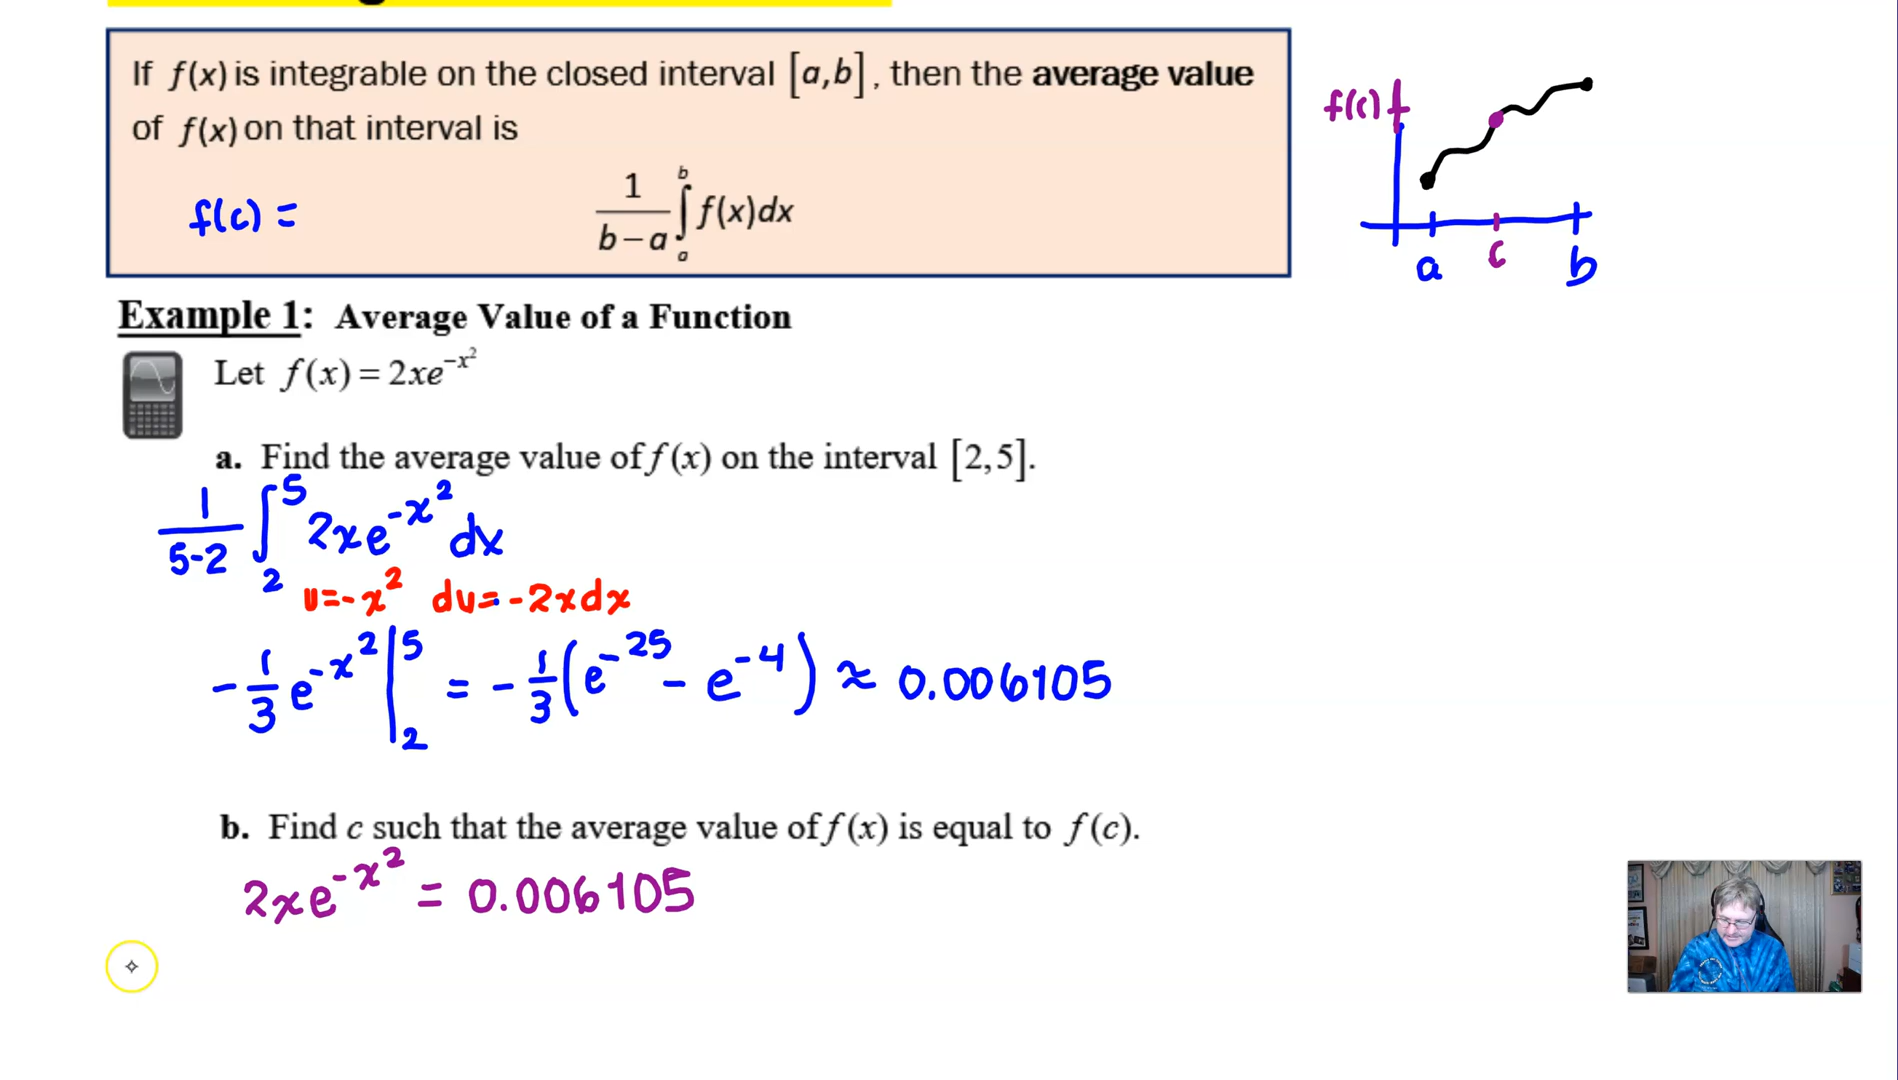 If f(x) is integrable on the closed interval [a,b], then the average value
of f(x) on that interval is
f(c) = 1/(b−a) ∫_a^b f(x)dx
f(c)
a c b
Example 1: Average Value of a Function
Let f(x) = 2xe^{−x²}
a. Find the average value of f(x) on the interval [2,5].
1/(5-2) ∫_2^5 2xe^{-x²} dx
u=-x² du=-2xdx
-1/3 e^{-x²} |_2^5 = -1/3 (e^{-25} - e^{-4}) ≈ 0.006105
b. Find c such that the average value of f(x) is equal to f(c).
2xe^{-x²} = 0.006105